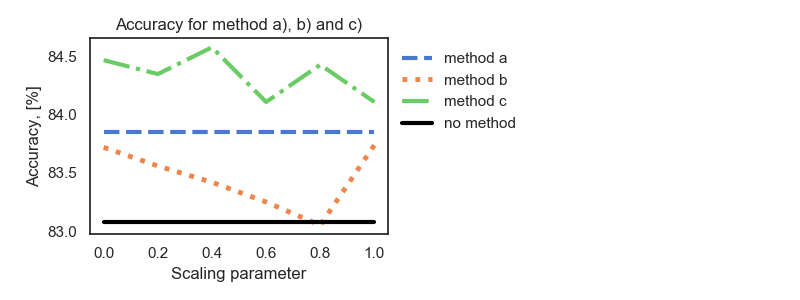 Accuracy for method a), b) and c)
84.5
84.0
83.5
83.0
Accuracy, [%]
0.0 0.2 0.4 0.6 0.8 1.0
Scaling parameter
method a
method b
method c
no method